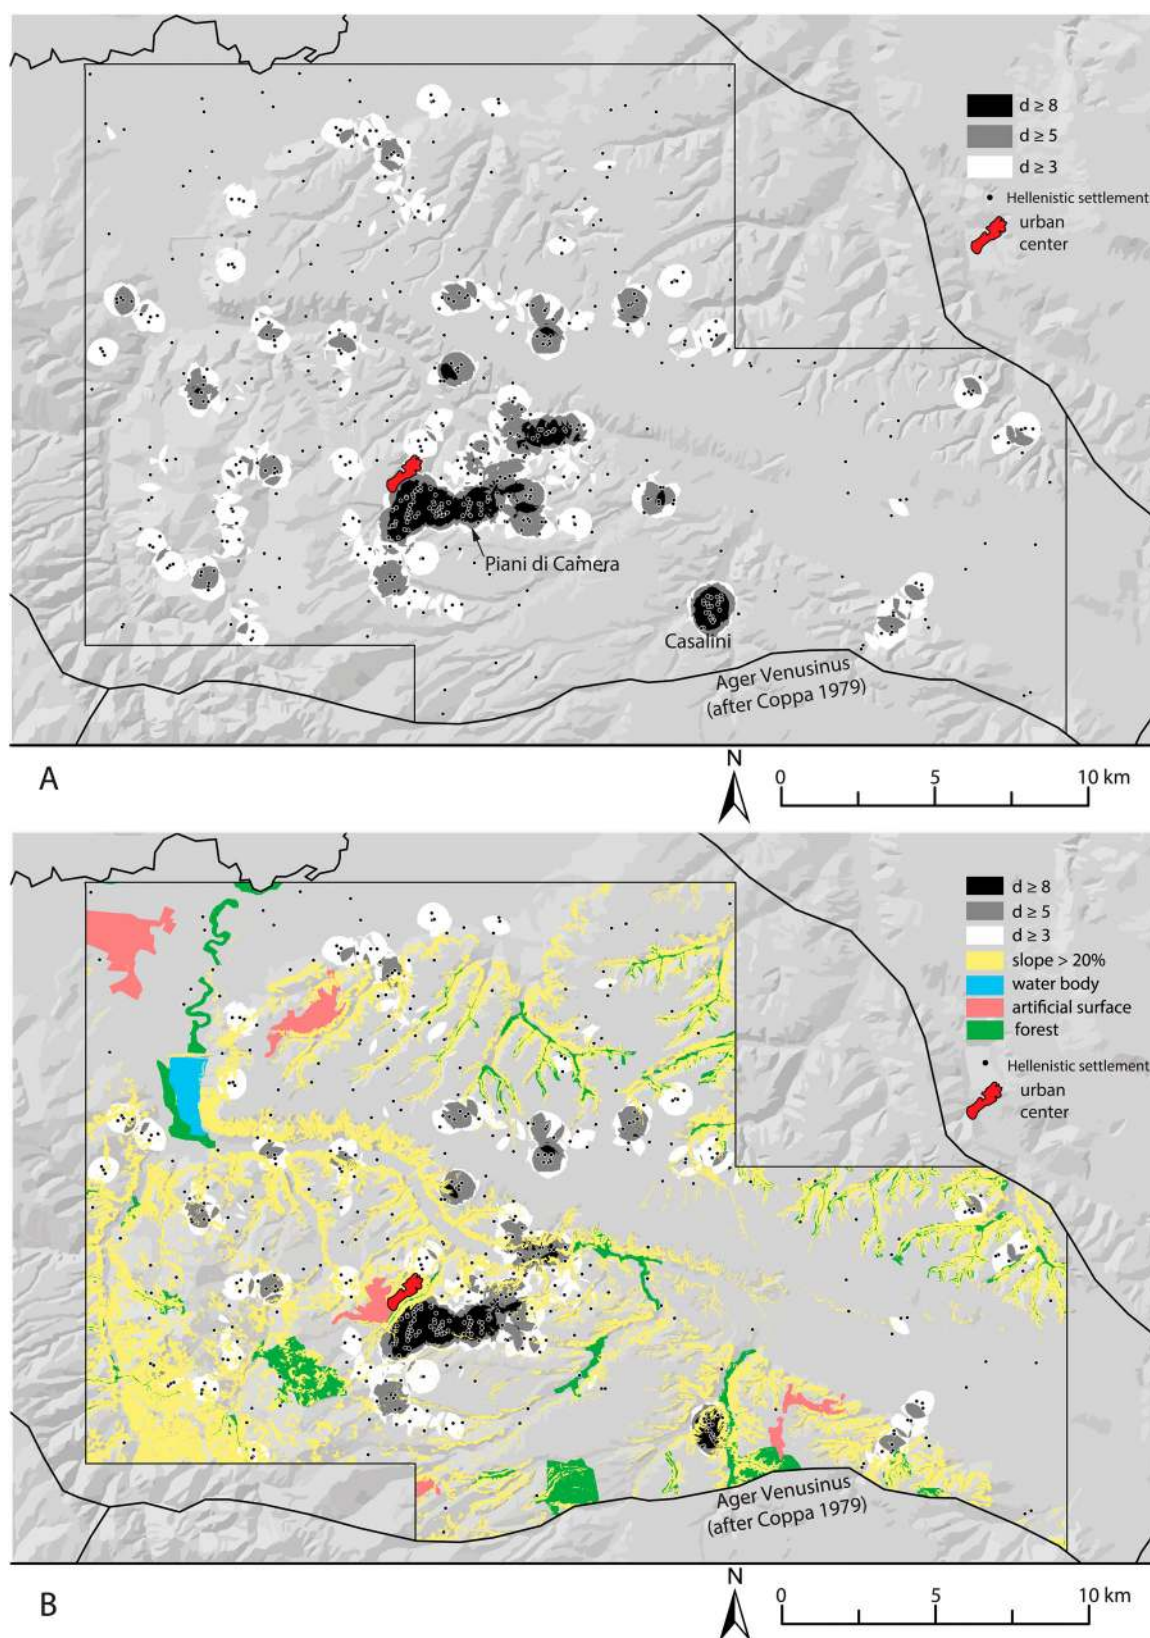 d ≥ 8
d ≥ 5
d ≥ 3
Hellenistic settlement
urban
center
Piani di Camera
Casalini
Ager Venusinus
(after Coppa 1979)
A
N
0 5 10 km
d ≥ 8
d ≥ 5
d ≥ 3
slope > 20%
water body
artificial surface
forest
Hellenistic settlement
urban
center
Ager Venusinus
(after Coppa 1979)
B
N
0 5 10 km